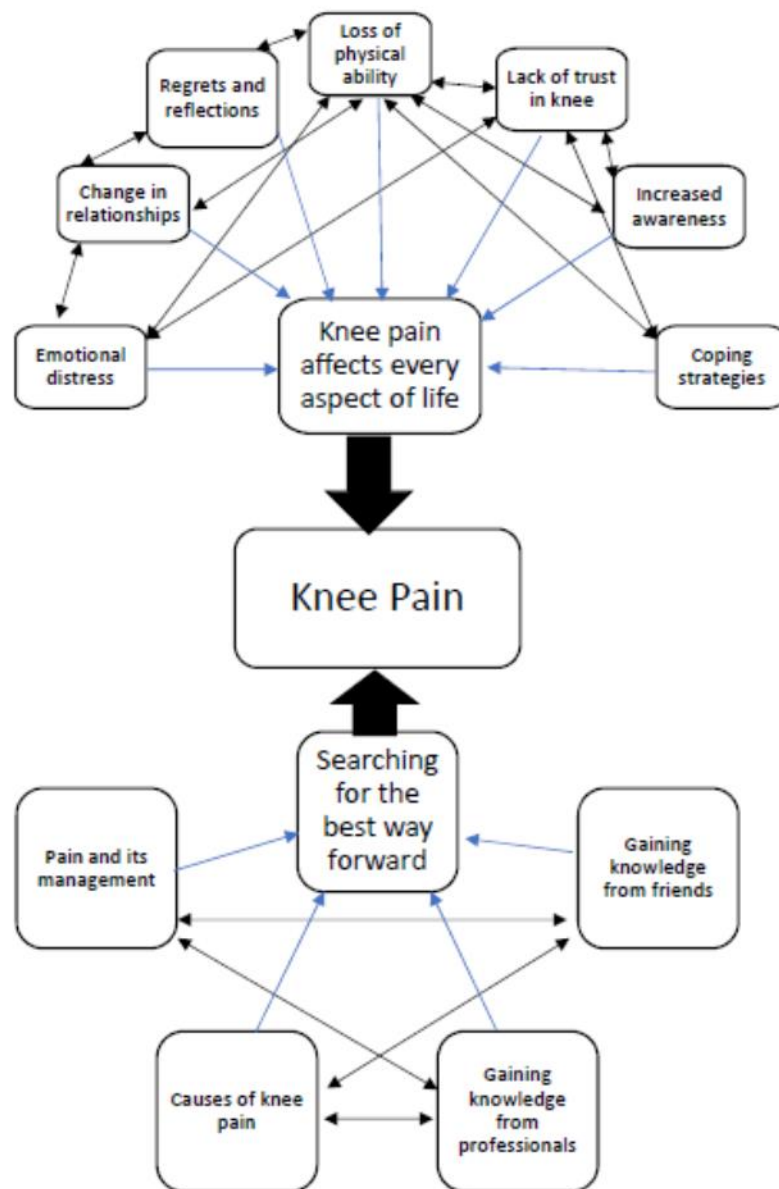 Loss of
physical
ability
Regrets and
reflections
Lack of trust
in knee
Change in
relationships
Increased
awareness
Emotional
distress
Knee pain
affects every
aspect of life
Coping
strategies
Knee Pain
Searching
for the
best way
forward
Pain and its
management
Gaining
knowledge
from friends
Causes of knee
pain
Gaining
knowledge
from
professionals